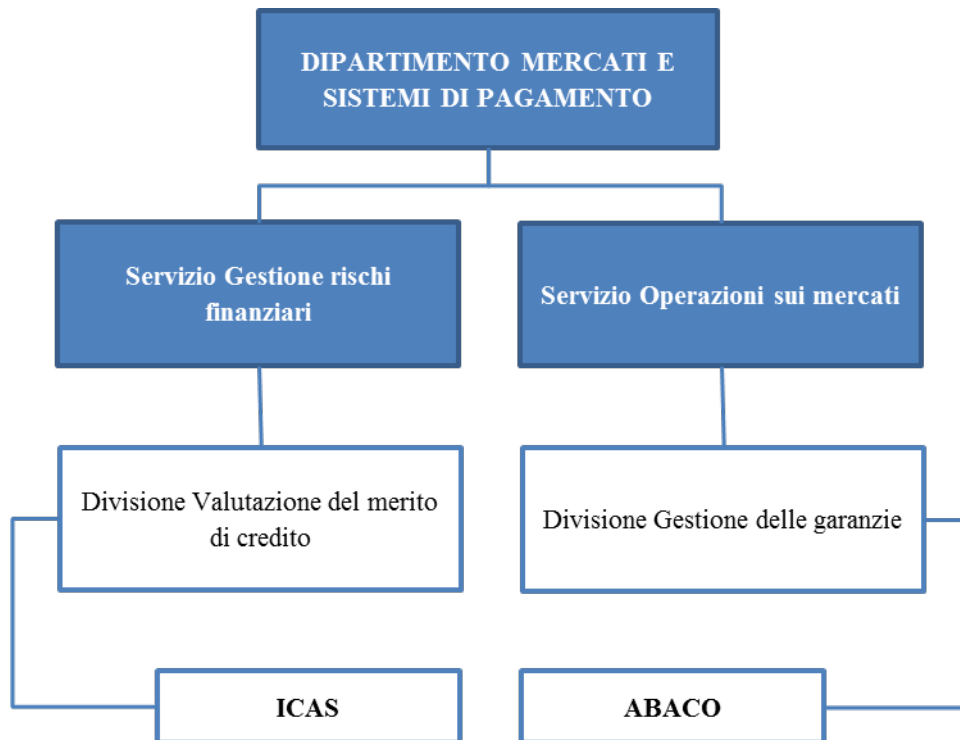 DIPARTIMENTO MERCATI E
SISTEMI DI PAGAMENTO
Servizio Gestione rischi
finanziari
Servizio Operazioni sui mercati
Divisione Valutazione del merito
di credito
Divisione Gestione delle garanzie
ICAS
ABACO